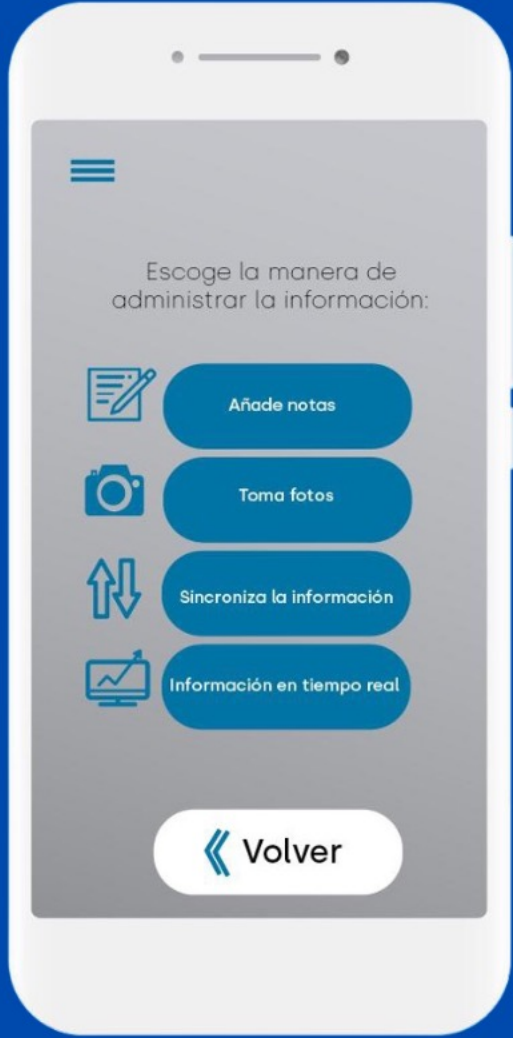 Escoge la manera de
administrar la información:
Añade notas
Toma fotos
Sincroniza la información
Información en tiempo real
Volver